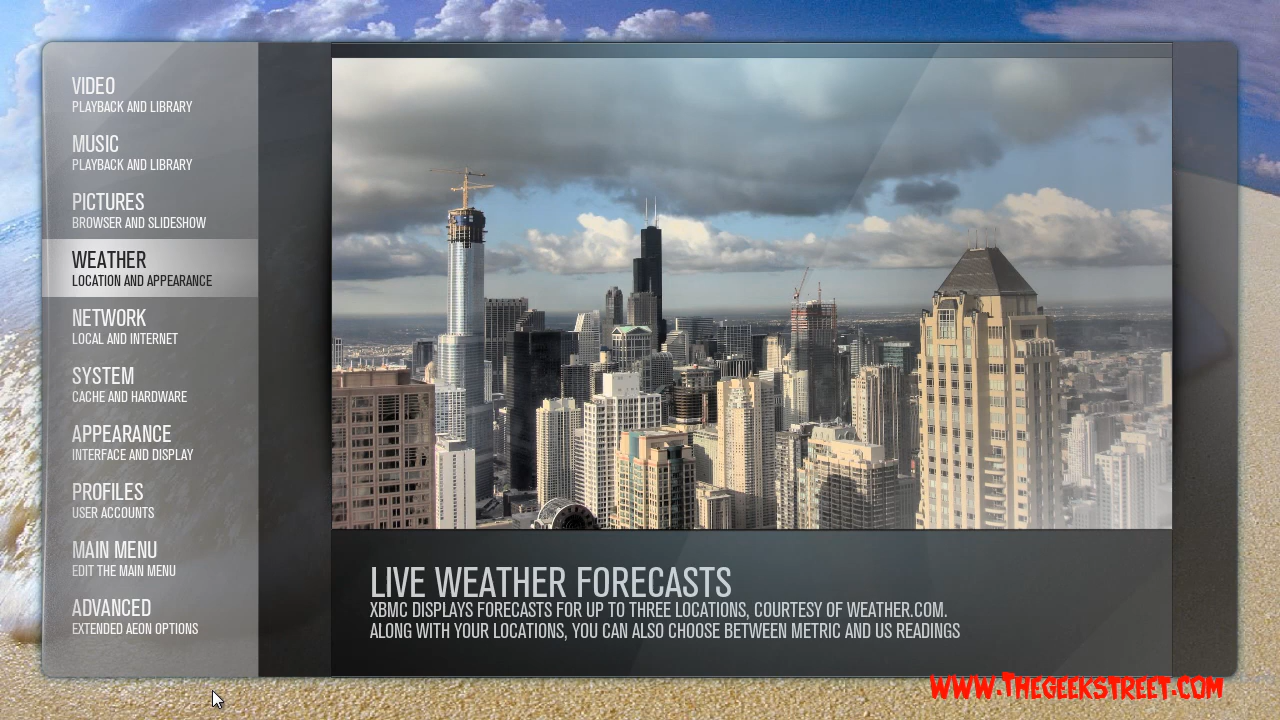 VIDEO
PLAYBACK AND LIBRARY
MUSIC
PLAYBACK AND LIBRARY
PICTURES
BROWSER AND SLIDESHOW
WEATHER
LOCATION AND APPEARANCE
NETWORK
LOCAL AND INTERNET
SYSTEM
CACHE AND HARDWARE
APPEARANCE
INTERFACE AND DISPLAY
PROFILES
USER ACCOUNTS
MAIN MENU
EDIT THE MAIN MENU
ADVANCED
EXTENDED AEON OPTIONS
LIVE WEATHER FORECASTS
XBMC DISPLAYS FORECASTS FOR UP TO THREE LOCATIONS, COURTESY OF WEATHER.COM.
ALONG WITH YOUR LOCATIONS, YOU CAN ALSO CHOOSE BETWEEN METRIC AND US READINGS
WWW.THEGEEKSTREET.COM